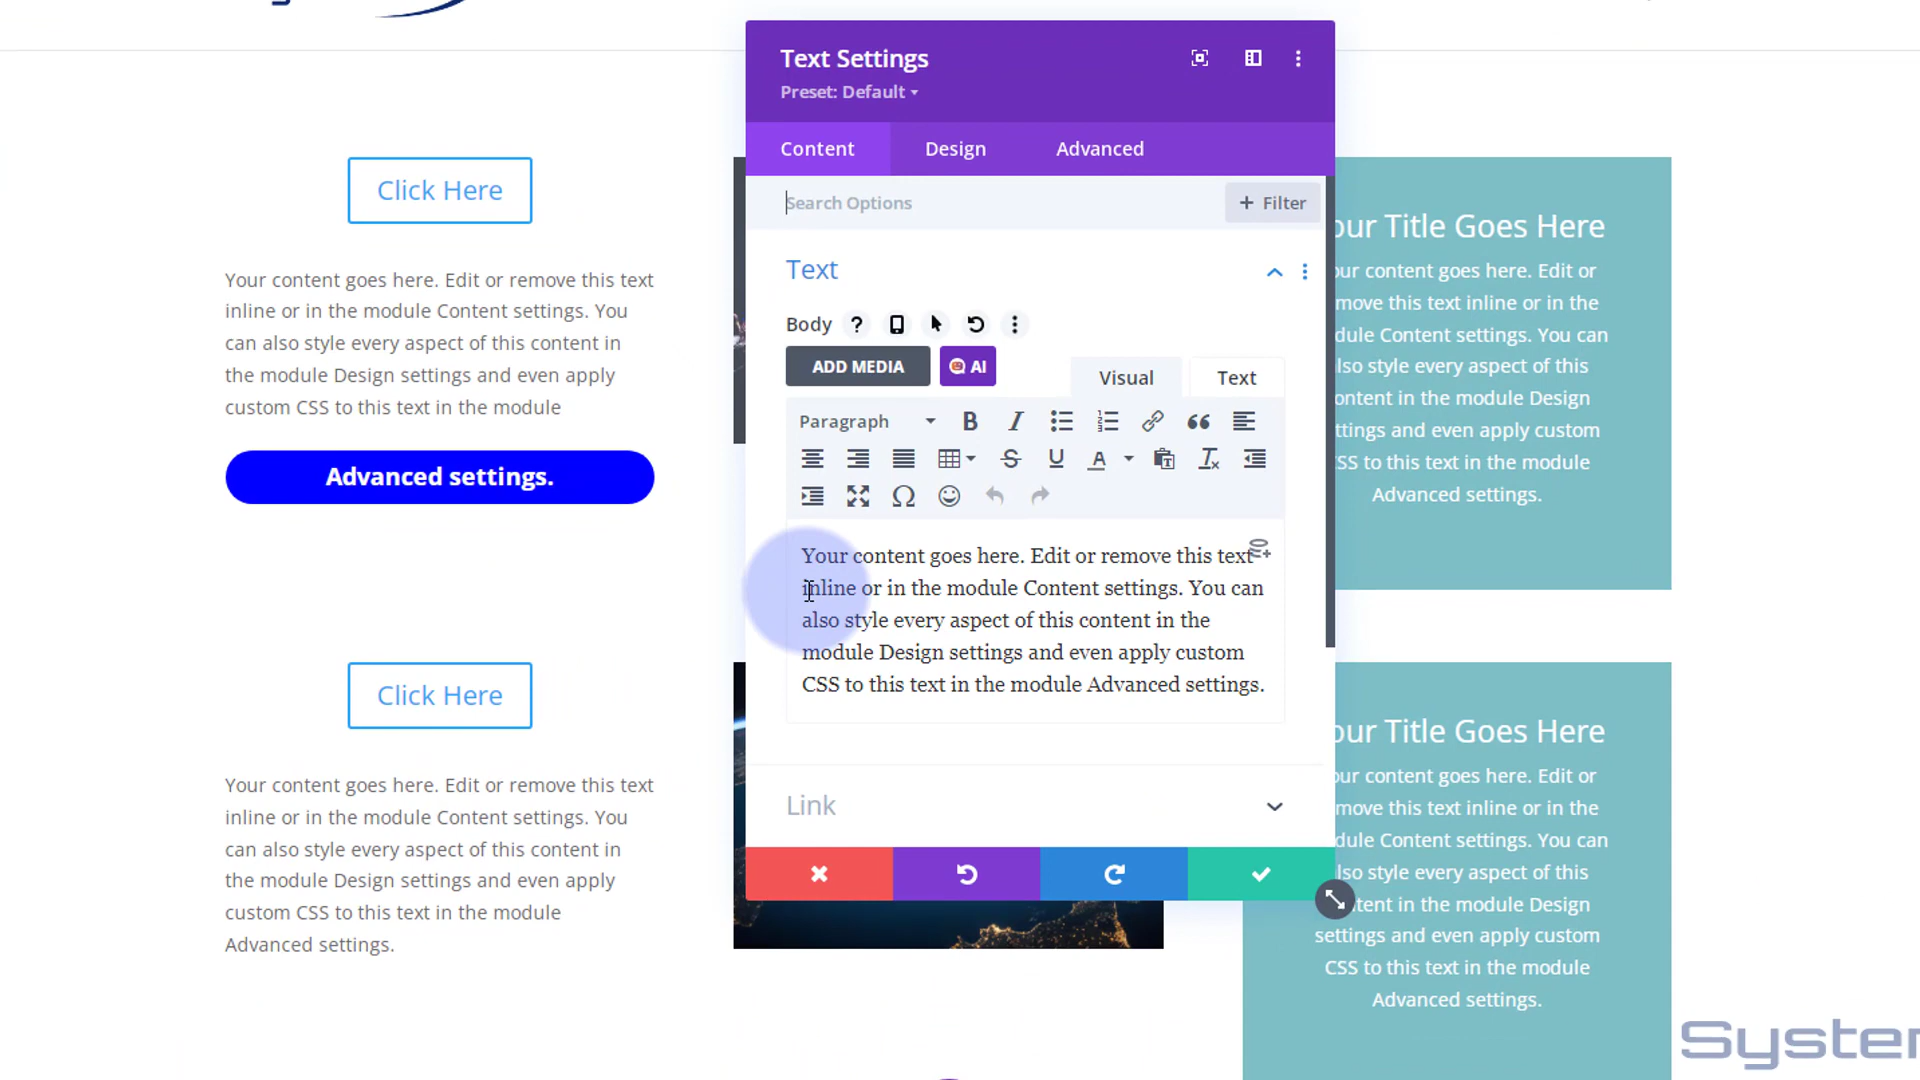 Text Settings
Preset: Default
Content
Design
Advanced
Search Options
+ Filter
Text
Body
ADD MEDIA
AI
Visual
Text
Paragraph
Your content goes here. Edit or remove this text
inline or in the module Content settings. You can
also style every aspect of this content in the
module Design settings and even apply custom
CSS to this text in the module Advanced settings.
Link
Click Here
Your content goes here. Edit or remove this text
inline or in the module Content settings. You
can also style every aspect of this content in
the module Design settings and even apply
custom CSS to this text in the module
Advanced settings.
Click Here
Your content goes here. Edit or remove this text
inline or in the module Content settings. You
can also style every aspect of this content in
the module Design settings and even apply
custom CSS to this text in the module
Advanced settings.
our Title Goes Here
our content goes here. Edit or
move this text inline or in the
odule Content settings. You can
lso style every aspect of this
ontent in the module Design
ttings and even apply custom
SS to this text in the module
Advanced settings.
our Title Goes Here
our content goes here. Edit or
move this text inline or in the
dule Content settings. You can
lso style every aspect of this
tent in the module Design
settings and even apply custom
CSS to this text in the module
Advanced settings.
Syster